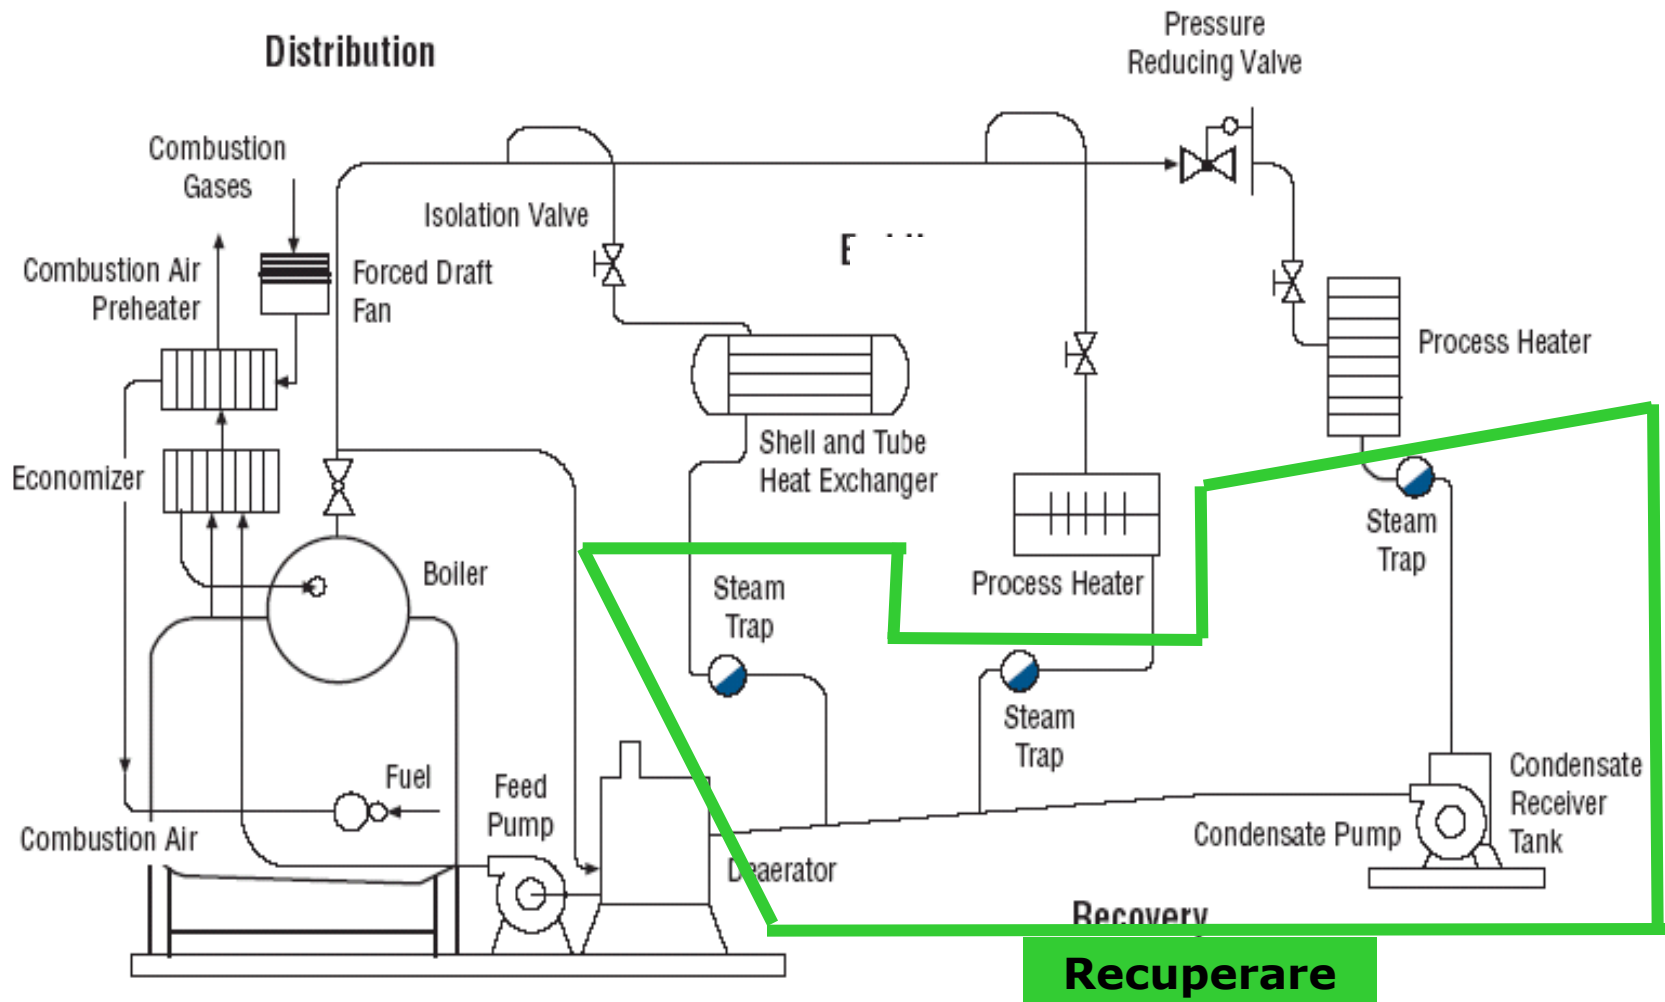 Distribution
Pressure
Reducing Valve
Combustion
Gases
Isolation Valve
Combustion Air
Preheater
Forced Draft
Fan
Process Heater
Shell and Tube
Heat Exchanger
Economizer
Boiler
Process Heater
Steam
Trap
Steam
Trap
Steam
Trap
Fuel
Feed
Pump
Condensate
Receiver
Tank
Combustion Air
Condensate Pump
Deaerator
Recovery
Recuperare